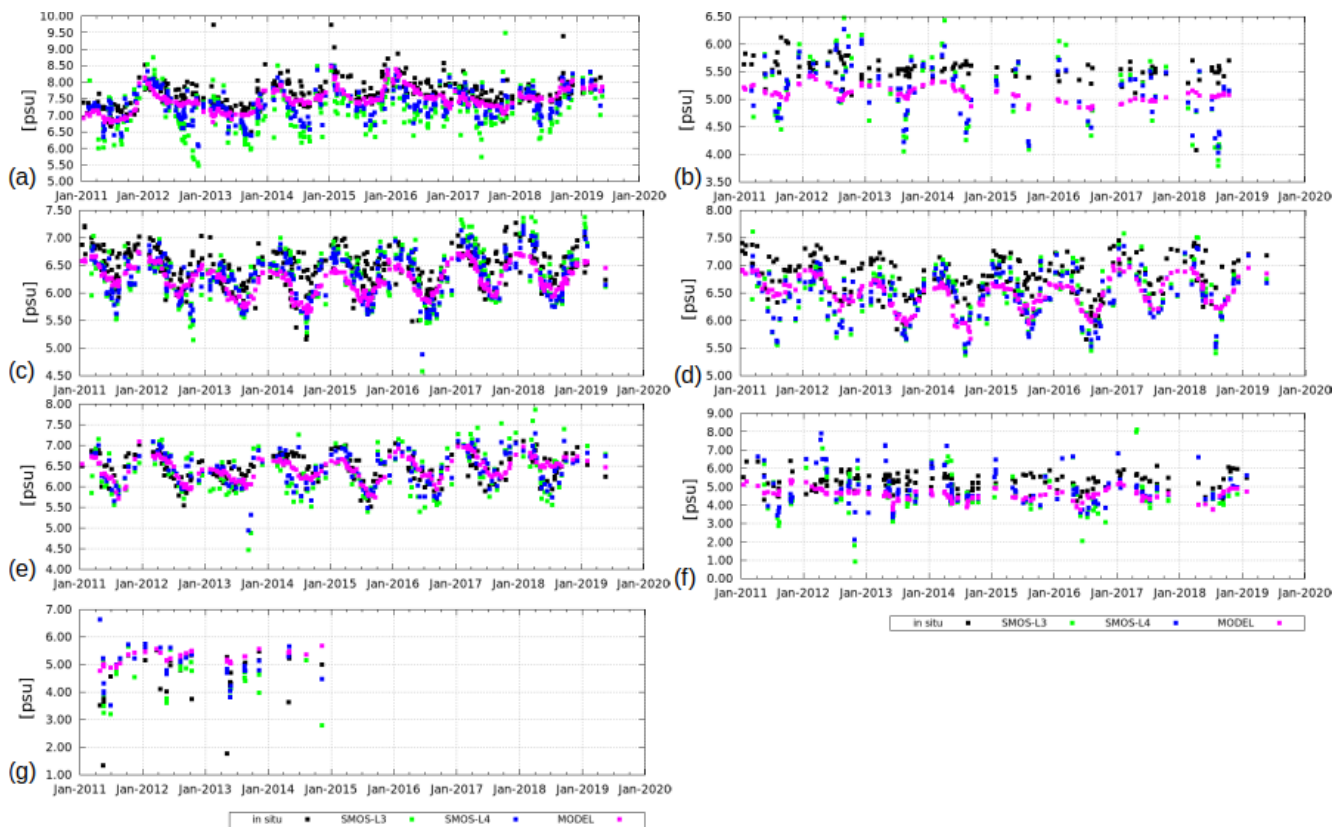 10.00
9.50
9.00
8.50
8.00
7.50
7.00
6.50
6.00
5.50
5.00
[psu]
(a)
Jan-2011 Jan-2012 Jan-2013 Jan-2014 Jan-2015 Jan-2016 Jan-2017 Jan-2018 Jan-2019 Jan-2020
6.50
6.00
5.50
5.00
4.50
4.00
3.50
[psu]
(b)
Jan-2011 Jan-2012 Jan-2013 Jan-2014 Jan-2015 Jan-2016 Jan-2017 Jan-2018 Jan-2019 Jan-2020
7.50
7.00
6.50
6.00
5.50
5.00
4.50
[psu]
(c)
Jan-2011 Jan-2012 Jan-2013 Jan-2014 Jan-2015 Jan-2016 Jan-2017 Jan-2018 Jan-2019 Jan-2020
8.00
7.50
7.00
6.50
6.00
5.50
5.00
[psu]
(d)
Jan-2011 Jan-2012 Jan-2013 Jan-2014 Jan-2015 Jan-2016 Jan-2017 Jan-2018 Jan-2019 Jan-2020
8.00
7.50
7.00
6.50
6.00
5.50
5.00
4.50
4.00
[psu]
(e)
Jan-2011 Jan-2012 Jan-2013 Jan-2014 Jan-2015 Jan-2016 Jan-2017 Jan-2018 Jan-2019 Jan-2020
9.00
8.00
7.00
6.00
5.00
4.00
3.00
2.00
1.00
0.00
[psu]
(f)
Jan-2011 Jan-2012 Jan-2013 Jan-2014 Jan-2015 Jan-2016 Jan-2017 Jan-2018 Jan-2019 Jan-2020
in situ SMOS-L3 SMOS-L4 MODEL
7.00
6.00
5.00
4.00
3.00
2.00
1.00
[psu]
(g)
Jan-2011 Jan-2012 Jan-2013 Jan-2014 Jan-2015 Jan-2016 Jan-2017 Jan-2018 Jan-2019 Jan-2020
in situ SMOS-L3 SMOS-L4 MODEL